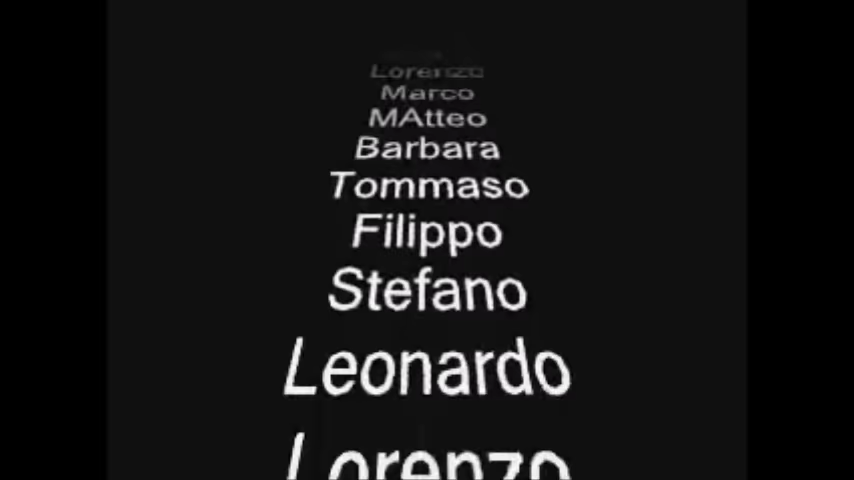 Lorenzo
Marco
MAtteo
Barbara
Tommaso
Filippo
Stefano
Leonardo
Lorenzo